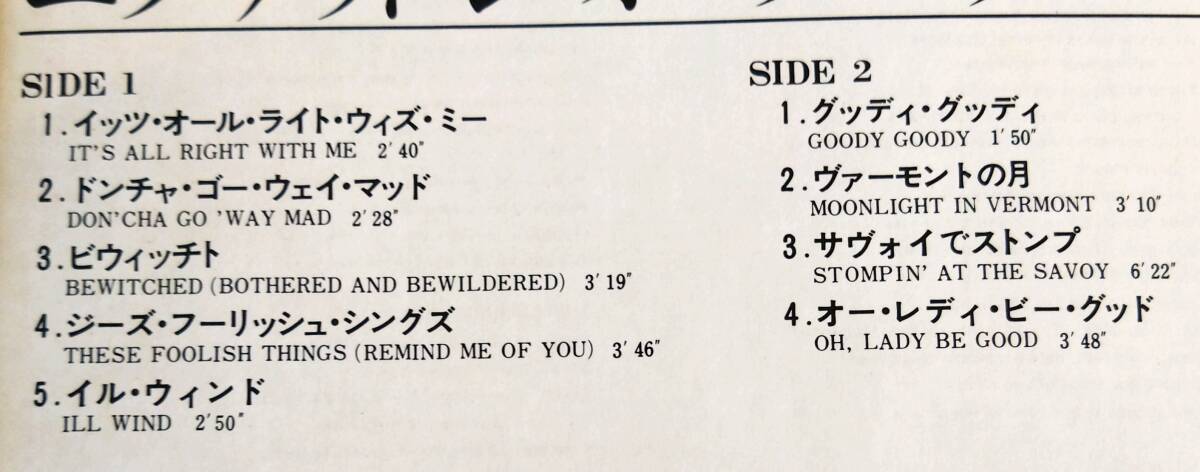 SIDE 1
1.イッツ・オール・ライト・ウィズ・ミー
IT'S ALL RIGHT WITH ME 2′40″
2.ドンチャ・ゴー・ウェイ・マッド
DON'CHA GO 'WAY MAD 2′28″
3.ビウィッチト
BEWITCHED (BOTHERED AND BEWILDERED) 3′19″
4.ジーズ・フーリッシュ・シングズ
THESE FOOLISH THINGS (REMIND ME OF YOU) 3′46″
5.イル・ウィンド
ILL WIND 2′50″
SIDE 2
1.グッディ・グッディ
GOODY GOODY 1′50″
2.ヴァーモントの月
MOONLIGHT IN VERMONT 3′10″
3.サヴォイでストンプ
STOMPIN' AT THE SAVOY 6′22″
4.オー・レディ・ビー・グッド
OH, LADY BE GOOD 3′48″